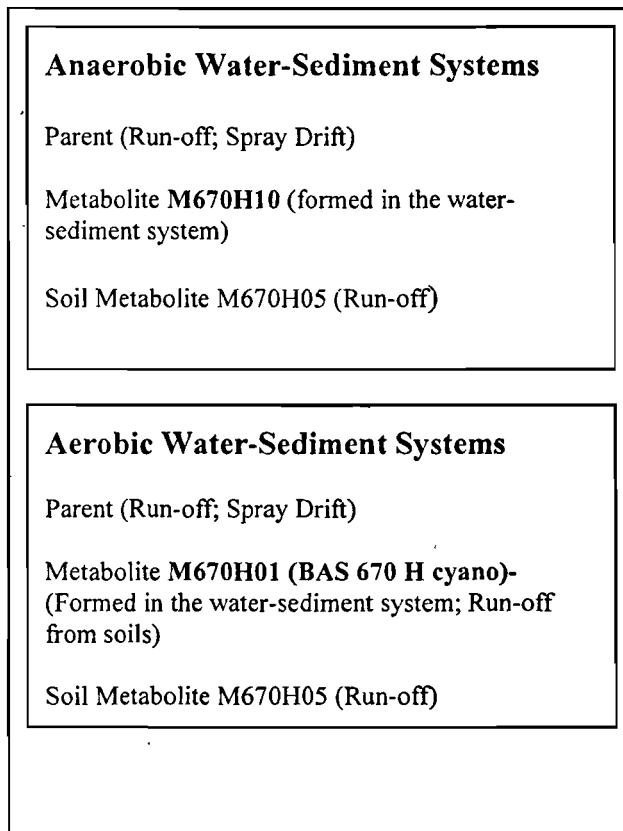 Anaerobic Water-Sediment Systems
Parent (Run-off; Spray Drift)
Metabolite M670H10 (formed in the water-
sediment system)
Soil Metabolite M670H05 (Run-off)
Aerobic Water-Sediment Systems
Parent (Run-off; Spray Drift)
Metabolite M670H01 (BAS 670 H cyano)-
(Formed in the water-sediment system; Run-off
from soils)
Soil Metabolite M670H05 (Run-off)